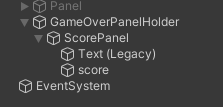 Panel
GameOverPanelHolder
ScorePanel
Text (Legacy)
score
EventSystem